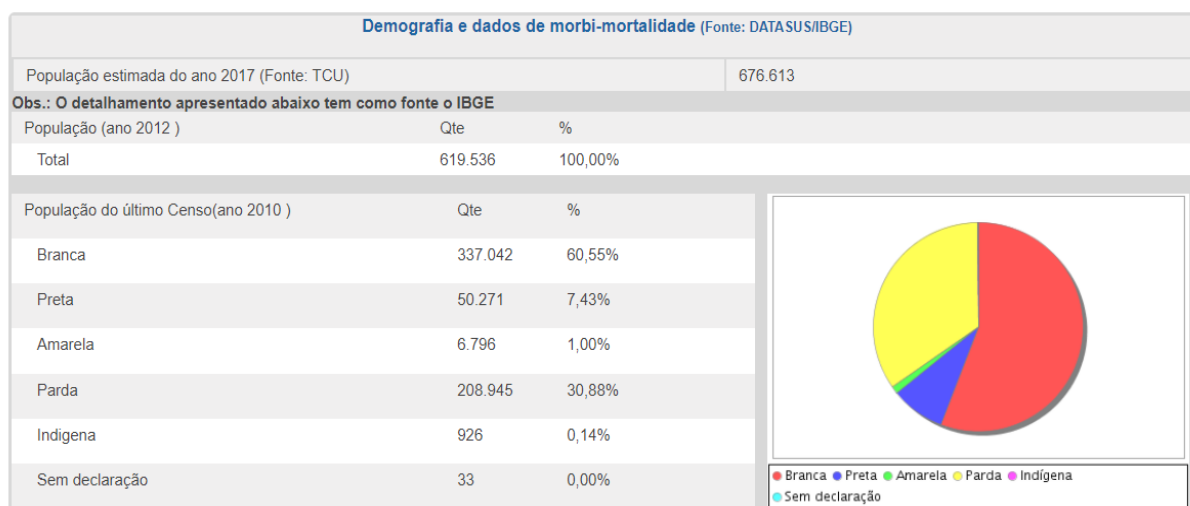 Demografia e dados de morbi-mortalidade (Fonte: DATASUS/IBGE)
População estimada do ano 2017 (Fonte: TCU) 676.613
Obs.: O detalhamento apresentado abaixo tem como fonte o IBGE
População (ano 2012 ) Qte %
Total 619.536 100,00%
População do último Censo(ano 2010 ) Qte %
Branca 337.042 60,55%
Preta 50.271 7,43%
Amarela 6.796 1,00%
Parda 208.945 30,88%
Indigena 926 0,14%
Sem declaração 33 0,00%
Branca Preta Amarela Parda Indígena
Sem declaração